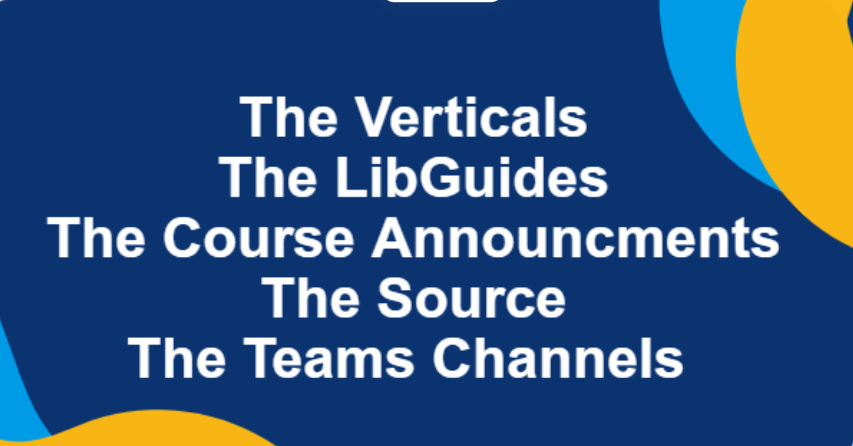 The Verticals
The LibGuides
The Course Announcments
The Source
The Teams Channels